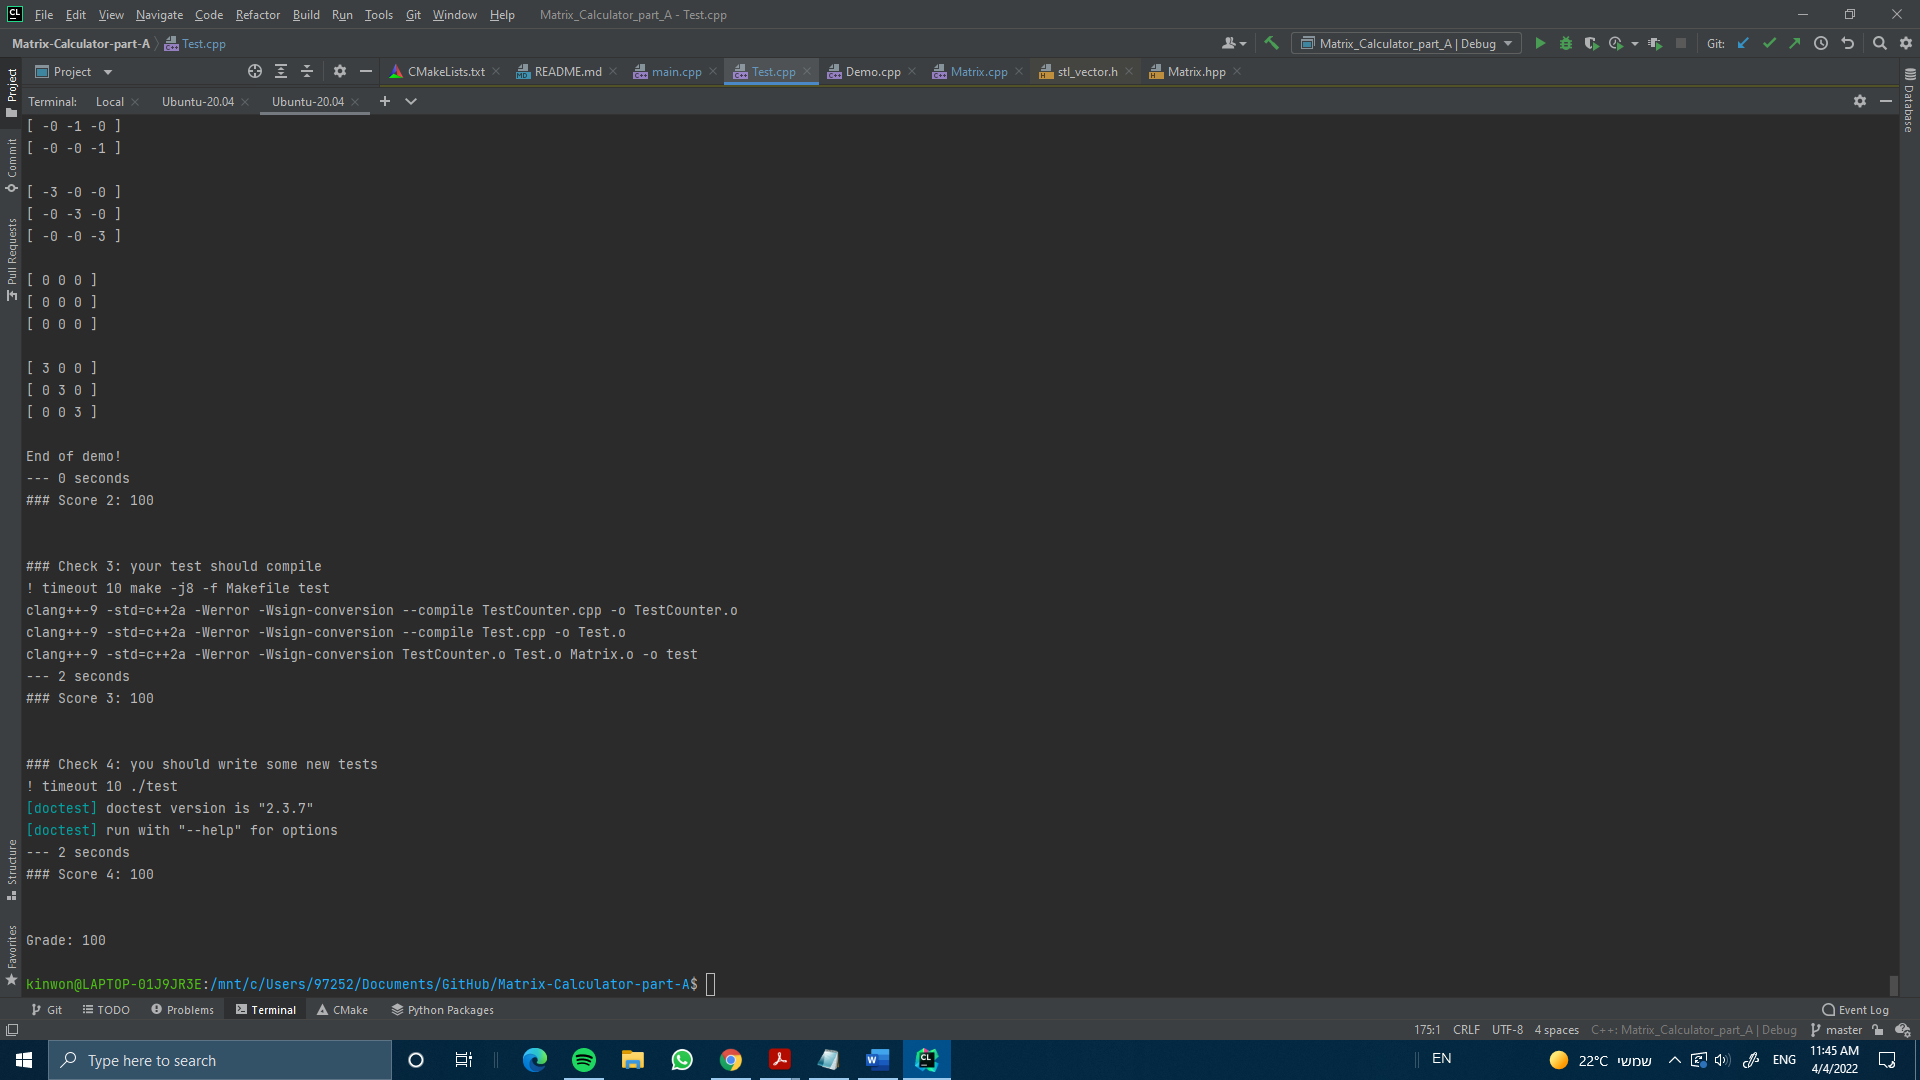 CL File Edit View Navigate Code Refactor Build Run Tools Git Window Help Matrix_Calculator_part_A - Test.cpp
Matrix-Calculator-part-A Test.cpp Matrix_Calculator_part_A | Debug Git:
Project CMakeLists.txt README.md main.cpp Test.cpp Demo.cpp Matrix.cpp stl_vector.h Matrix.hpp
Terminal: Local Ubuntu-20.04 Ubuntu-20.04
Project
Commit
Pull Requests
Structure
Favorites
Database
[ -0 -1 -0 ]
[ -0 -0 -1 ]
[ -3 -0 -0 ]
[ -0 -3 -0 ]
[ -0 -0 -3 ]
[ 0 0 0 ]
[ 0 0 0 ]
[ 0 0 0 ]
[ 3 0 0 ]
[ 0 3 0 ]
[ 0 0 3 ]
End of demo!
--- 0 seconds
### Score 2: 100
### Check 3: your test should compile
! timeout 10 make -j8 -f Makefile test
clang++-9 -std=c++2a -Werror -Wsign-conversion --compile TestCounter.cpp -o TestCounter.o
clang++-9 -std=c++2a -Werror -Wsign-conversion --compile Test.cpp -o Test.o
clang++-9 -std=c++2a -Werror -Wsign-conversion TestCounter.o Test.o Matrix.o -o test
--- 2 seconds
### Score 3: 100
### Check 4: you should write some new tests
! timeout 10 ./test
[doctest] doctest version is "2.3.7"
[doctest] run with "--help" for options
--- 2 seconds
### Score 4: 100
Grade: 100
kinwon@LAPTOP-01J9JR3E:/mnt/c/Users/97252/Documents/GitHub/Matrix-Calculator-part-A$
Git TODO Problems Terminal CMake Python Packages Event Log
175:1 CRLF UTF-8 4 spaces C++: Matrix_Calculator_part_A | Debug master
Type here to search EN 22°C שמשי ENG 11:45 AM
4/4/2022